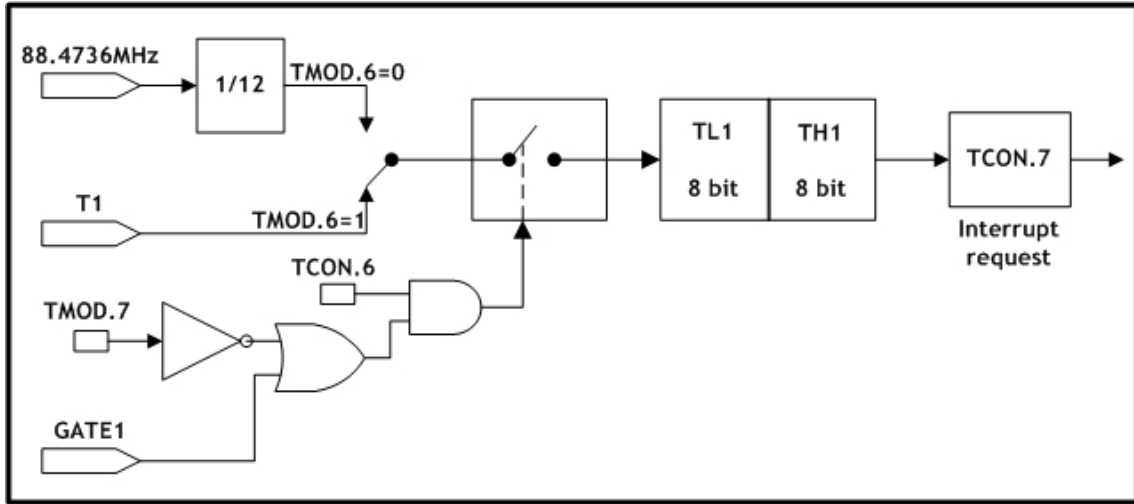 88.4736MHz
1/12
TMOD.6=0
TL1
8 bit
TH1
8 bit
TCON.7
Interrupt
request
T1
TMOD.6=1
TCON.6
TMOD.7
GATE1